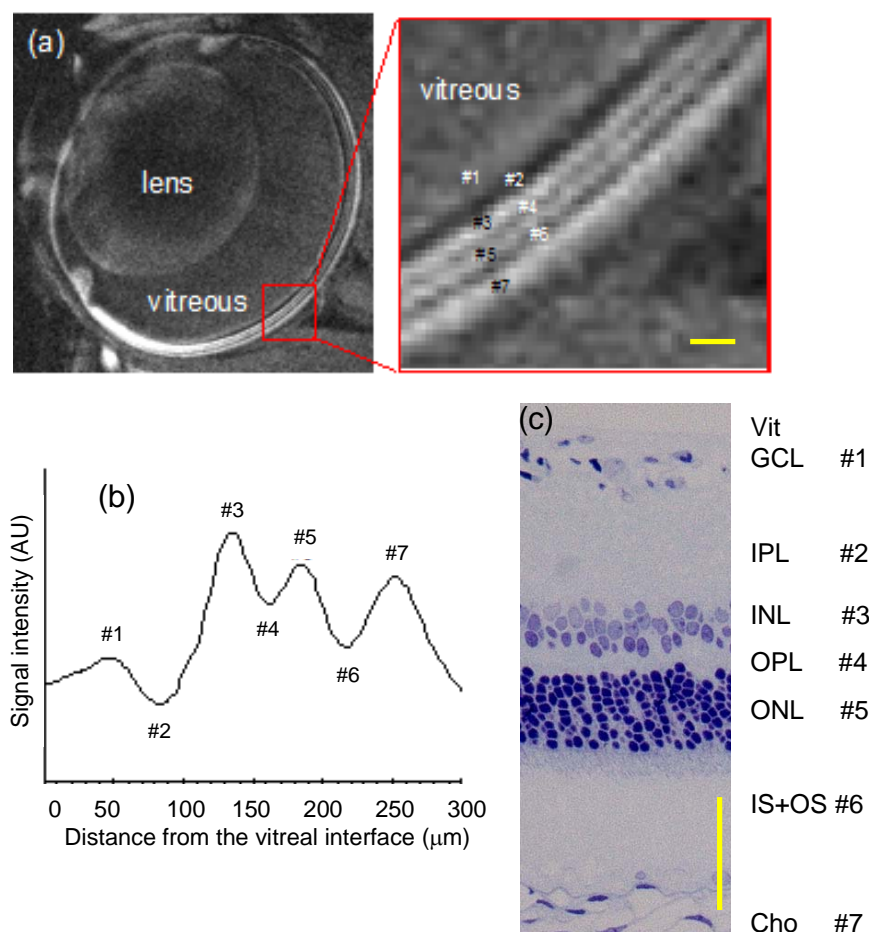 (a)
lens
vitreous
vitreous
#1 #2
#4
#3
#6
#5
#7
(b)
Signal intensity (AU)
#1
#2
#3
#4
#5
#6
#7
0 50 100 150 200 250 300
Distance from the vitreal interface (μm)
(c)
Vit
GCL #1
IPL #2
INL #3
OPL #4
ONL #5
IS+OS #6
Cho #7